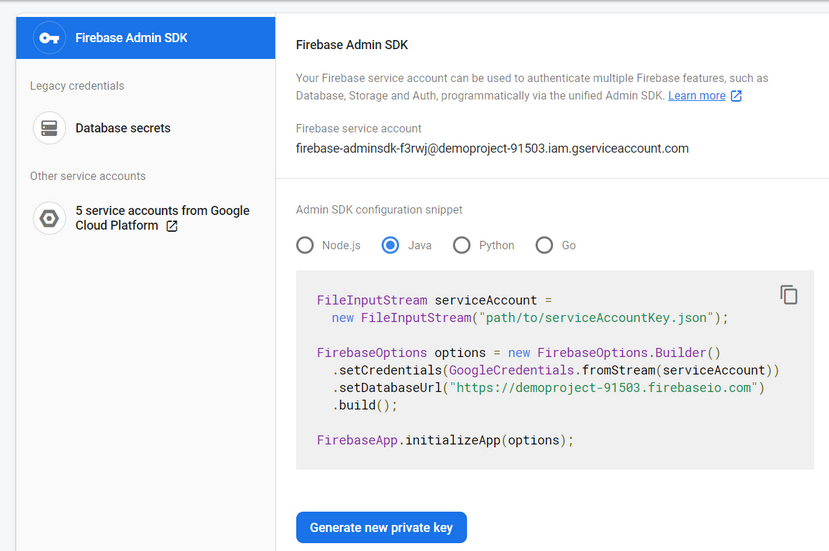 Firebase Admin SDK
Legacy credentials
Database secrets
Other service accounts
5 service accounts from Google
Cloud Platform
Firebase Admin SDK
Your Firebase service account can be used to authenticate multiple Firebase features, such as
Database, Storage and Auth, programmatically via the unified Admin SDK. Learn more
Firebase service account
firebase-adminsdk-f3rwj@demoproject-91503.iam.gserviceaccount.com
Admin SDK configuration snippet
Node.js Java Python Go
FileInputStream serviceAccount =
  new FileInputStream("path/to/serviceAccountKey.json");
FirebaseOptions options = new FirebaseOptions.Builder()
  .setCredentials(GoogleCredentials.fromStream(serviceAccount))
  .setDatabaseUrl("https://demoproject-91503.firebaseio.com")
  .build();
FirebaseApp.initializeApp(options);
Generate new private key